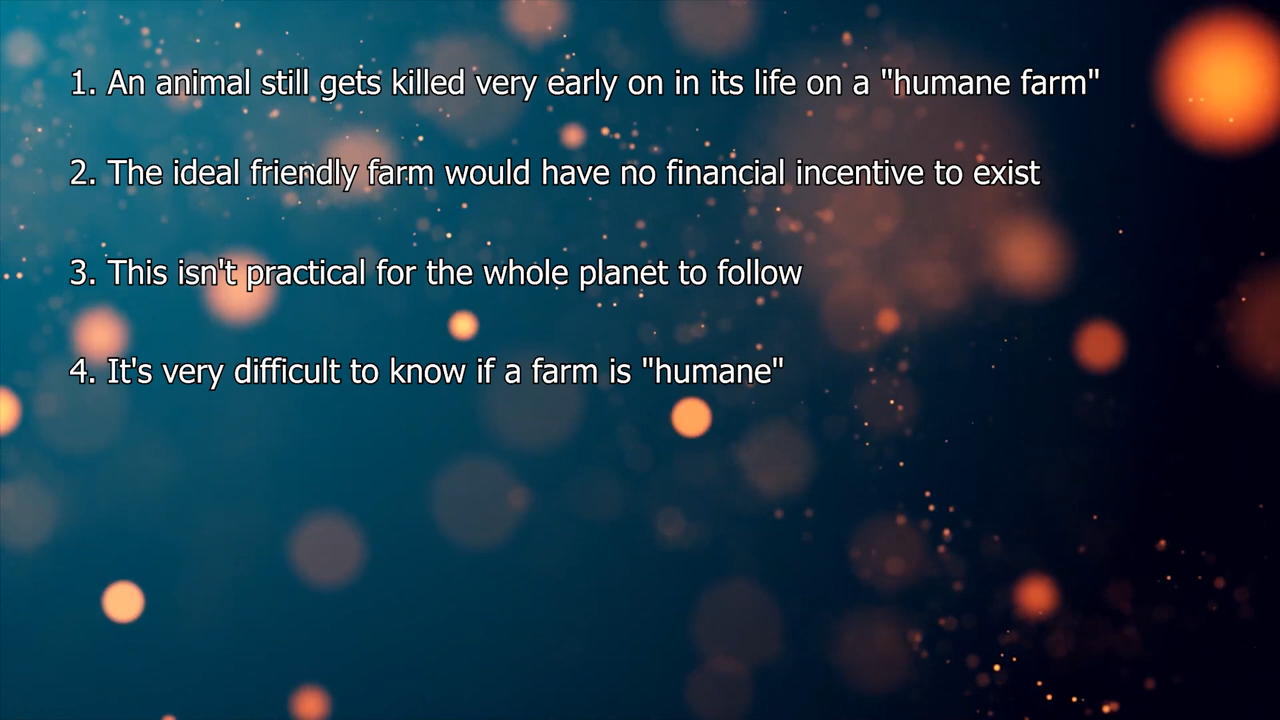 1. An animal still gets killed very early on in its life on a "humane farm"
2. The ideal friendly farm would have no financial incentive to exist
3. This isn't practical for the whole planet to follow
4. It's very difficult to know if a farm is "humane"